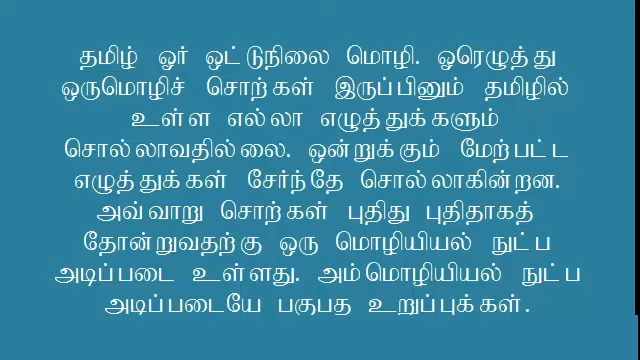 தமிழ் ஓர் ஒட்டுநிலை மொழி. ஓரெழுத்து
ஒருமொழிச் சொற்கள் இருப்பினும் தமிழில்
உள்ள எல்லா எழுத்துக்களும்
சொல்லாவதில்லை. ஒன்றுக்கும் மேற்பட்ட
எழுத்துக்கள் சேர்ந்தே சொல்லாகின்றன.
அவ்வாறு சொற்கள் புதிது புதிதாகத்
தோன்றுவதற்கு ஒரு மொழியியல் நுட்ப
அடிப்படை உள்ளது. அம்மொழியியல் நுட்ப
அடிப்படையே பகுபத உறுப்புக்கள்.